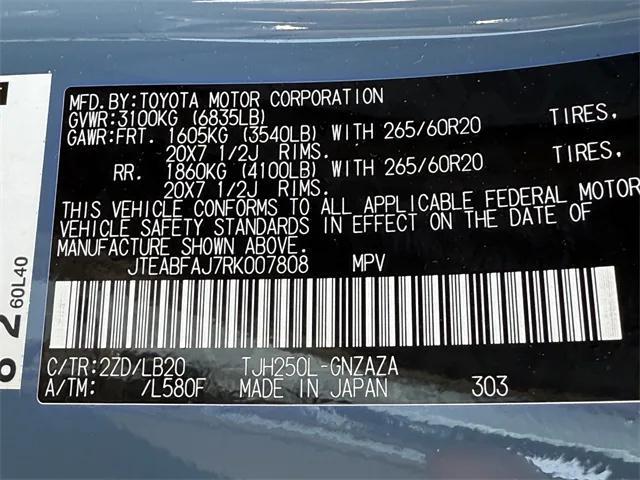 MFD.BY:TOYOTA MOTOR CORPORATION
GVWR:3100KG (6835LB)
GAWR:FRT. 1605KG (3540LB) WITH 265/60R20 TIRES,
20X7 1/2J RIMS.
RR. 1860KG (4100LB) WITH 265/60R20 TIRES,
20X7 1/2J RIMS.
THIS VEHICLE CONFORMS TO ALL APPLICABLE FEDERAL MOTOR
VEHICLE SAFETY STANDARDS IN EFFECT ON THE DATE OF
MANUFACTURE SHOWN ABOVE.
JTEABFAJ7RK007808 MPV
C/TR:2ZD/LB20 TJH250L-GNZAZA
A/TM: /L580F MADE IN JAPAN 303
60L40